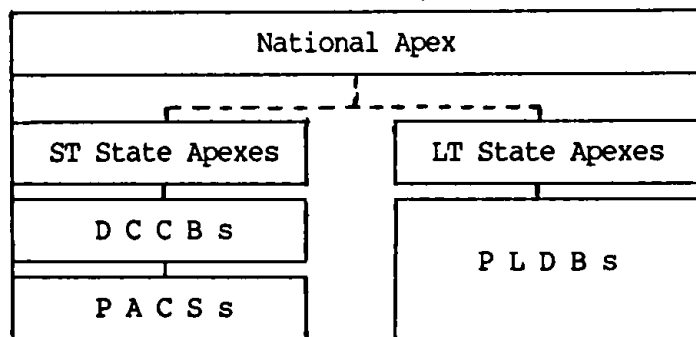 National Apex
ST State Apexes
LT State Apexes
D C C B s
P L D B s
P A C S s